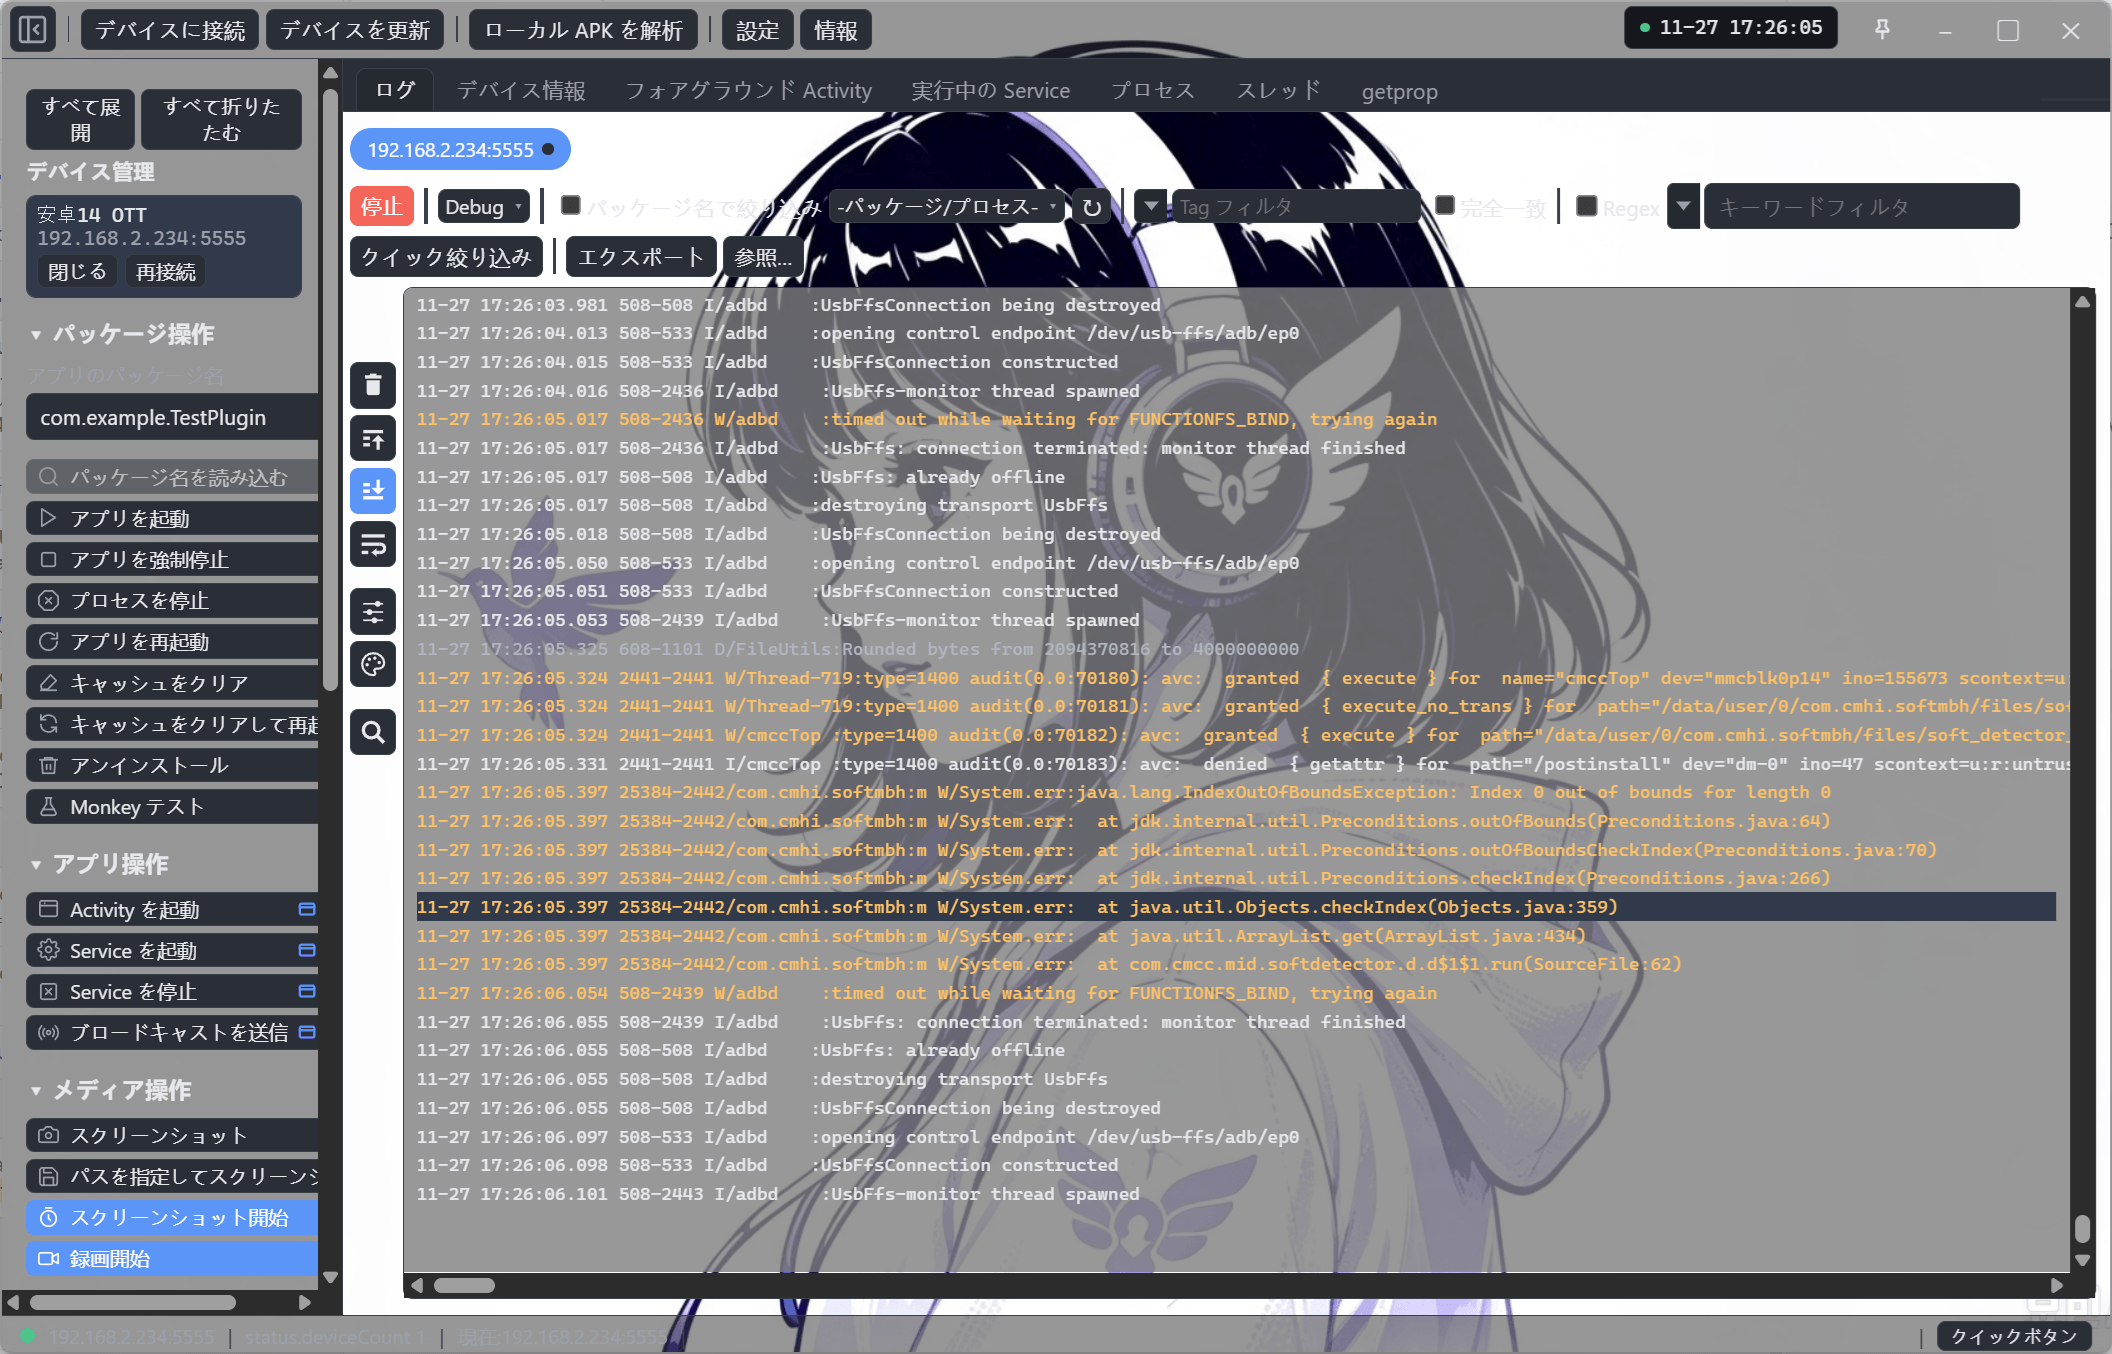 デバイスに接続
デバイスを更新
ローカル APK を解析
設定
情報
11-27 17:26:05
すべて展開
すべて折りたたむ
デバイス管理
安卓14 OTT
192.168.2.234:5555
閉じる
再接続
パッケージ操作
アプリのパッケージ名
com.example.TestPlugin
パッケージ名を読み込む
アプリを起動
アプリを強制停止
プロセスを停止
アプリを再起動
キャッシュをクリア
キャッシュをクリアして再起
アンインストール
Monkey テスト
アプリ操作
Activity を起動
Service を起動
Service を停止
ブロードキャストを送信
メディア操作
スクリーンショット
パスを指定してスクリーンシ
スクリーンショット開始
録画開始
ログ
デバイス情報
フォアグラウンド Activity
実行中の Service
プロセス
スレッド
getprop
192.168.2.234:5555
停止
Debug
パッケージ名で絞り込み
-パッケージ/プロセス-
Tag フィルタ
完全一致
Regex
キーワードフィルタ
クイック絞り込み
エクスポート
参照...
11-27 17:26:03.981 508-508 I/adbd    :UsbFfsConnection being destroyed
11-27 17:26:04.013 508-533 I/adbd    :opening control endpoint /dev/usb-ffs/adb/ep0
11-27 17:26:04.015 508-533 I/adbd    :UsbFfsConnection constructed
11-27 17:26:04.016 508-2436 I/adbd    :UsbFfs-monitor thread spawned
11-27 17:26:05.017 508-2436 W/adbd    :timed out while waiting for FUNCTIONFS_BIND, trying again
11-27 17:26:05.017 508-2436 I/adbd    :UsbFfs: connection terminated: monitor thread finished
11-27 17:26:05.017 508-508 I/adbd    :UsbFfs: already offline
11-27 17:26:05.017 508-508 I/adbd    :destroying transport UsbFfs
11-27 17:26:05.018 508-508 I/adbd    :UsbFfsConnection being destroyed
11-27 17:26:05.050 508-533 I/adbd    :opening control endpoint /dev/usb-ffs/adb/ep0
11-27 17:26:05.051 508-533 I/adbd    :UsbFfsConnection constructed
11-27 17:26:05.053 508-2439 I/adbd    :UsbFfs-monitor thread spawned
11-27 17:26:05.325 608-1101 D/FileUtils:Rounded bytes from 2094370816 to 4000000000
11-27 17:26:05.324 2441-2441 W/Thread-719:type=1400 audit(0.0:70180): avc:  granted  { execute } for  name="cmccTop" dev="mmcblk0p14" ino=155673 scontext=u:
11-27 17:26:05.324 2441-2441 W/Thread-719:type=1400 audit(0.0:70181): avc:  granted  { execute_no_trans } for  path="/data/user/0/com.cmhi.softmbh/files/so
11-27 17:26:05.324 2441-2441 W/cmccTop :type=1400 audit(0.0:70182): avc:  granted  { execute } for  path="/data/user/0/com.cmhi.softmbh/files/soft_detector_
11-27 17:26:05.331 2441-2441 I/cmccTop :type=1400 audit(0.0:70183): avc:  denied  { getattr } for  path="/postinstall" dev="dm-0" ino=47 scontext=u:r:untrus
11-27 17:26:05.397 25384-2442/com.cmhi.softmbh:m W/System.err:java.lang.IndexOutOfBoundsException: Index 0 out of bounds for length 0
11-27 17:26:05.397 25384-2442/com.cmhi.softmbh:m W/System.err:  at jdk.internal.util.Preconditions.outOfBounds(Preconditions.java:64)
11-27 17:26:05.397 25384-2442/com.cmhi.softmbh:m W/System.err:  at jdk.internal.util.Preconditions.outOfBoundsCheckIndex(Preconditions.java:70)
11-27 17:26:05.397 25384-2442/com.cmhi.softmbh:m W/System.err:  at jdk.internal.util.Preconditions.checkIndex(Preconditions.java:266)
11-27 17:26:05.397 25384-2442/com.cmhi.softmbh:m W/System.err:  at java.util.Objects.checkIndex(Objects.java:359)
11-27 17:26:05.397 25384-2442/com.cmhi.softmbh:m W/System.err:  at java.util.ArrayList.get(ArrayList.java:434)
11-27 17:26:05.397 25384-2442/com.cmhi.softmbh:m W/System.err:  at com.cmcc.mid.softdetector.d.d$1$1.run(SourceFile:62)
11-27 17:26:06.054 508-2439 W/adbd    :timed out while waiting for FUNCTIONFS_BIND, trying again
11-27 17:26:06.055 508-2439 I/adbd    :UsbFfs: connection terminated: monitor thread finished
11-27 17:26:06.055 508-508 I/adbd    :UsbFfs: already offline
11-27 17:26:06.055 508-508 I/adbd    :destroying transport UsbFfs
11-27 17:26:06.055 508-508 I/adbd    :UsbFfsConnection being destroyed
11-27 17:26:06.097 508-533 I/adbd    :opening control endpoint /dev/usb-ffs/adb/ep0
11-27 17:26:06.098 508-533 I/adbd    :UsbFfsConnection constructed
11-27 17:26:06.101 508-2443 I/adbd    :UsbFfs-monitor thread spawned
192.168.2.234:5555 | status.deviceCount 1 | 現在:192.168.2.234:5555
クイックボタン